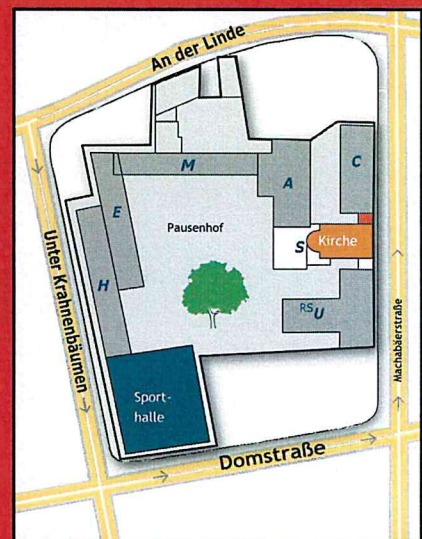 An der Linde
M
C
A
E
Pausenhof
Unter Krahnenbäumen
S
Kirche
H
RS U
Machabäerstraße
Sport-
halle
Domstraße